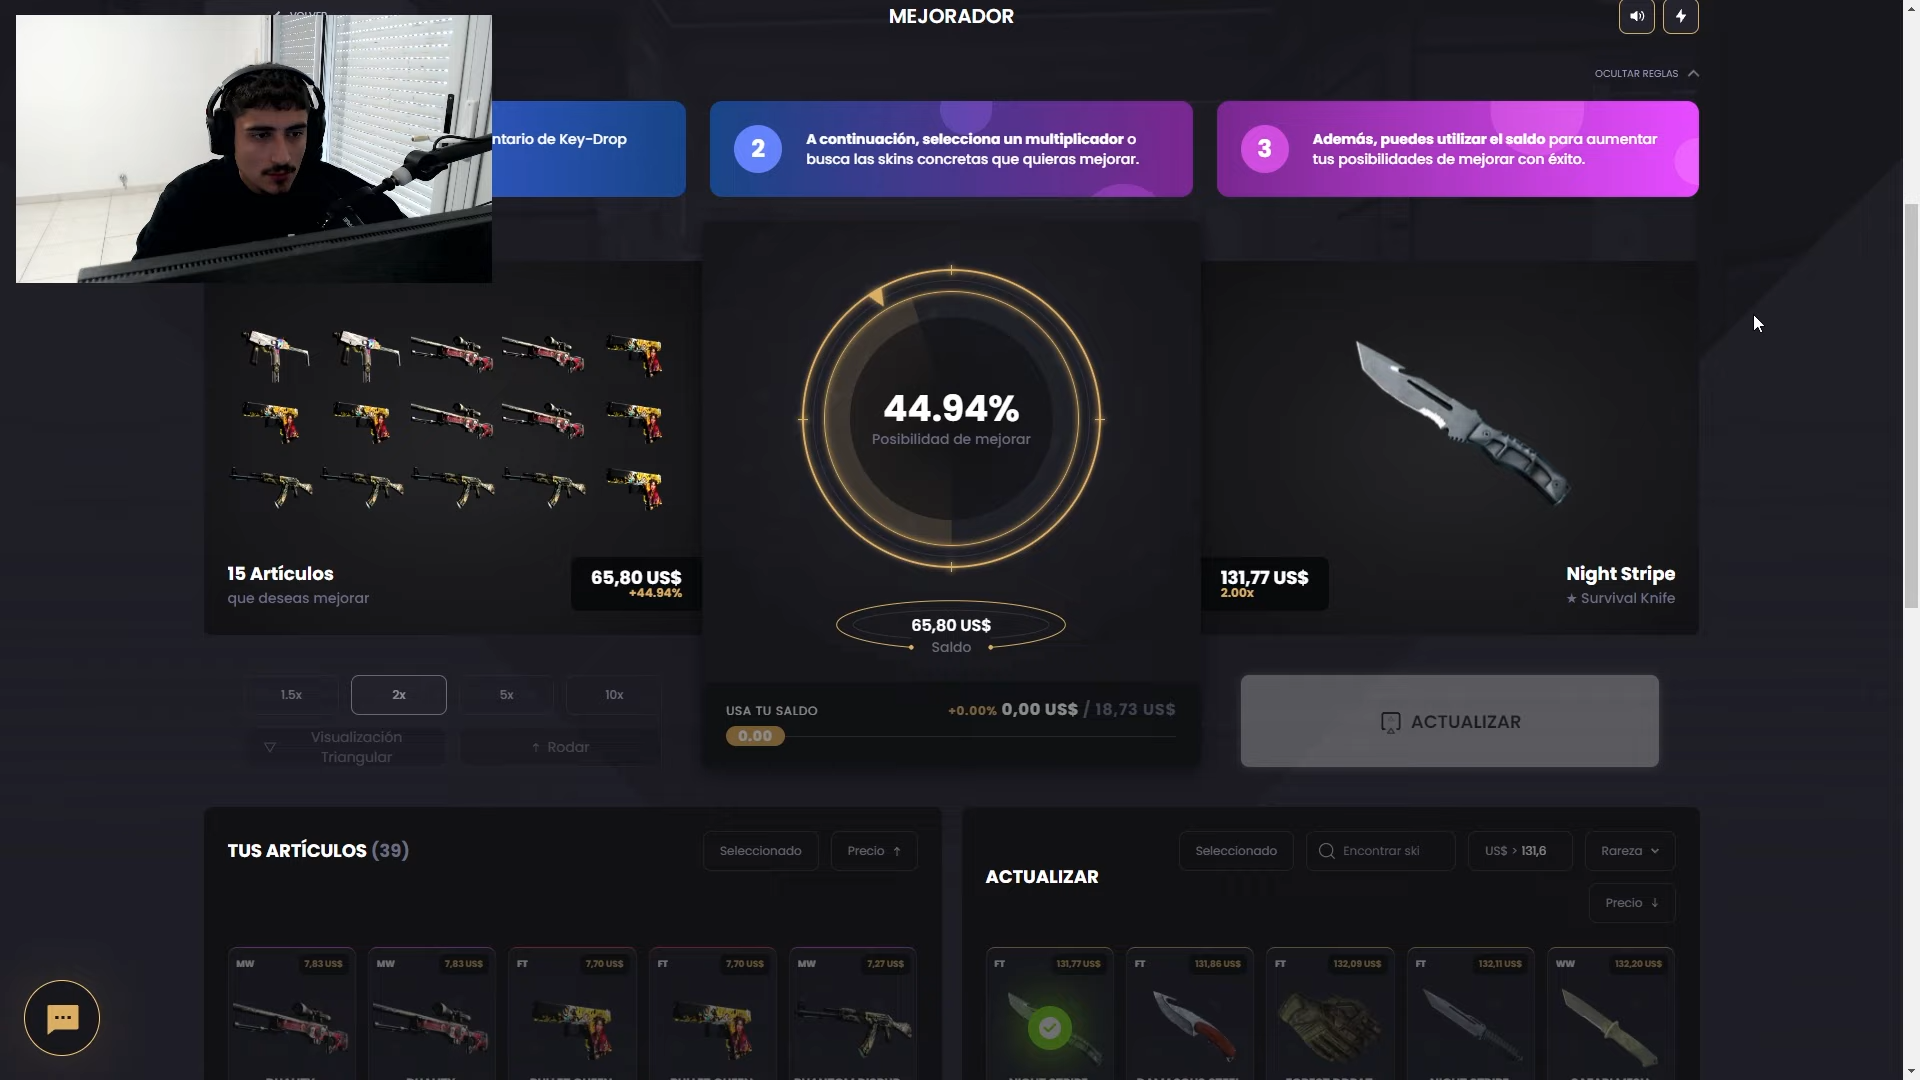 VOLVER
MEJORADOR
OCULTAR REGLAS
ntario de Key-Drop
2
A continuación, selecciona un multiplicador o
busca las skins concretas que quieras mejorar.
3
Además, puedes utilizar el saldo para aumentar
tus posibilidades de mejorar con éxito.
44.94%
Posibilidad de mejorar
15 Artículos
que deseas mejorar
65,80 US$
+44.94%
131,77 US$
2.00x
Night Stripe
★ Survival Knife
65,80 US$
Saldo
1.5x
2x
5x
10x
Visualización
Triangular
Rodar
USA TU SALDO
+0.00% 0,00 US$ / 18,73 US$
0.00
ACTUALIZAR
TUS ARTÍCULOS (39)
Seleccionado
Precio ↑
ACTUALIZAR
Seleccionado
Encontrar ski
US$ > 131,6
Rareza
Precio ↓
MW 7,83 US$
MW 7,83 US$
FT 7,70 US$
FT 7,70 US$
MW 7,27 US$
FT 131,77 US$
FT 131,86 US$
FT 132,09 US$
FT 132,11 US$
WW 132,20 US$